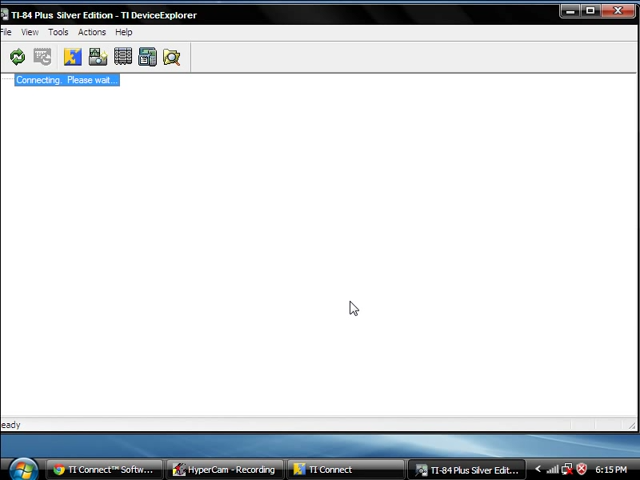 TI-84 Plus Silver Edition - TI DeviceExplorer
File View Tools Actions Help
Connecting. Please wait...
eady
TI Connect™ Softw... HyperCam - Recording TI Connect TI-84 Plus Silver Edit... 6:15 PM